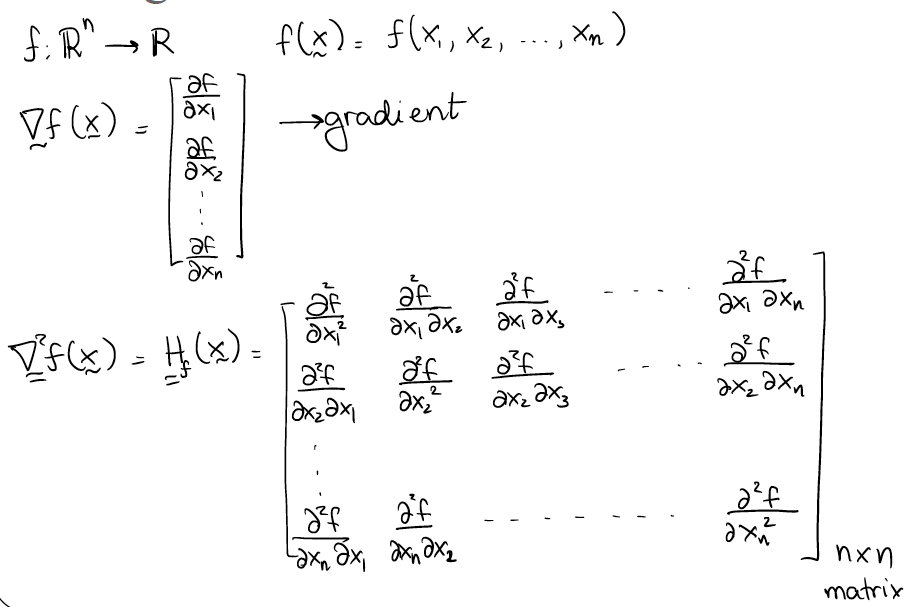 f: ℝⁿ → ℝ f(x̰) = f(x₁, x₂, ..., xₙ)
∇̰f(x̰) = [ ∂f/∂x₁ ∂f/∂x₂ ⋮ ∂f/∂xₙ ] → gradient
∇²f(x̰) = H_f(x̰) = [ ∂²f/∂x₁² ∂²f/∂x₁∂x₂ ∂²f/∂x₁∂x₃ ---- ∂²f/∂x₁∂xₙ
∂²f/∂x₂∂x₁ ∂²f/∂x₂² ∂²f/∂x₂∂x₃ ---- ∂²f/∂x₂∂xₙ
⋮
∂²f/∂xₙ∂x₁ ∂²f/∂xₙ∂x₂ ------- ∂²f/∂xₙ² ] n×n
matrix